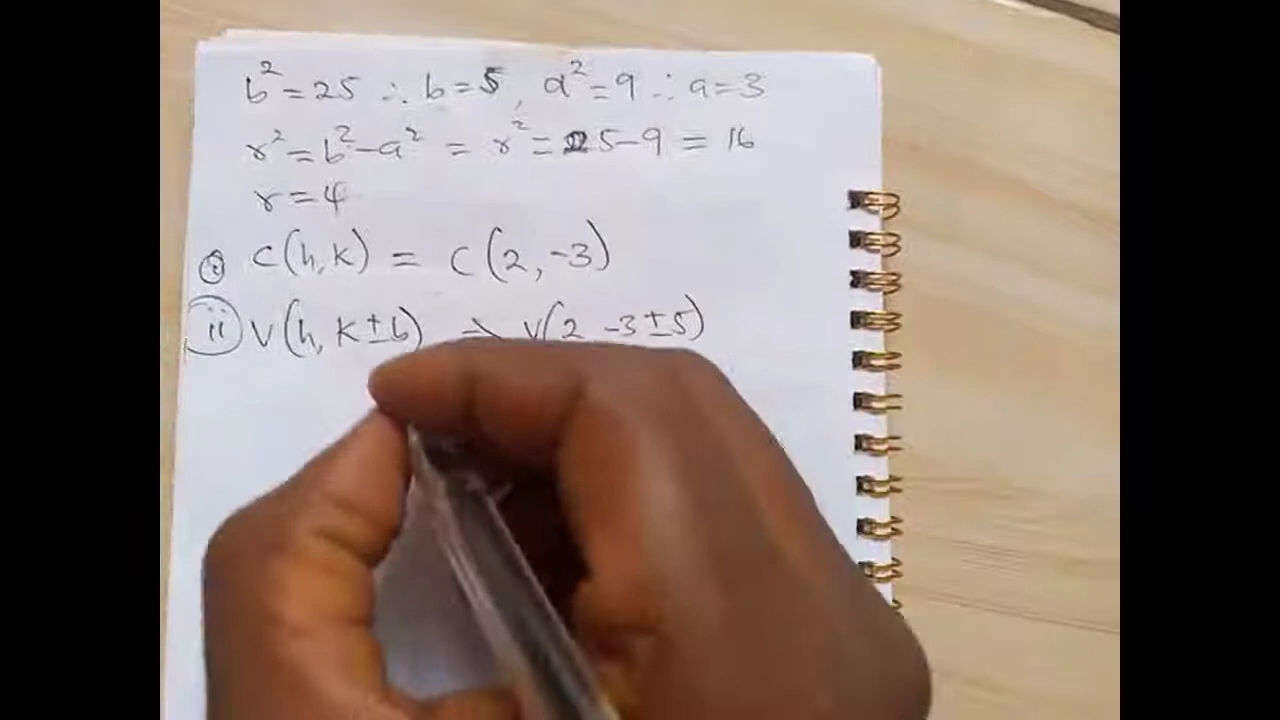 b² = 25 ∴ b = 5, a² = 9 ∴ a = 3
r² = b² - a² = r² = 25 - 9 = 16
r = 4
(i) C(h, k) = C(2, -3)
(ii) V(h, k ± b) ⇒ V(2, -3 ± 5)